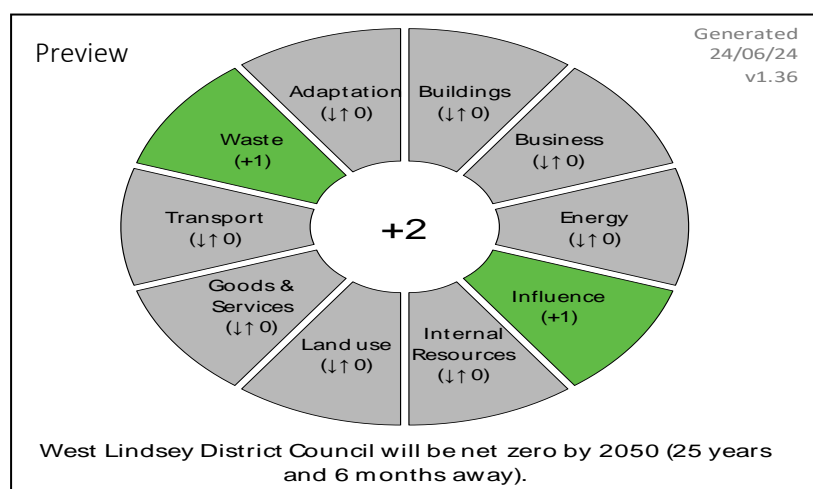 Preview
Generated
24/06/24
v1.36
Adaptation
(↓↑ 0)
Buildings
(↓↑ 0)
Business
(↓↑ 0)
Energy
(↓↑ 0)
Influence
(+1)
Internal
Resources
(↓↑ 0)
Land use
(↓↑ 0)
Goods &
Services
(↓↑ 0)
Transport
(↓↑ 0)
Waste
(+1)
+2
West Lindsey District Council will be net zero by 2050 (25 years
and 6 months away).